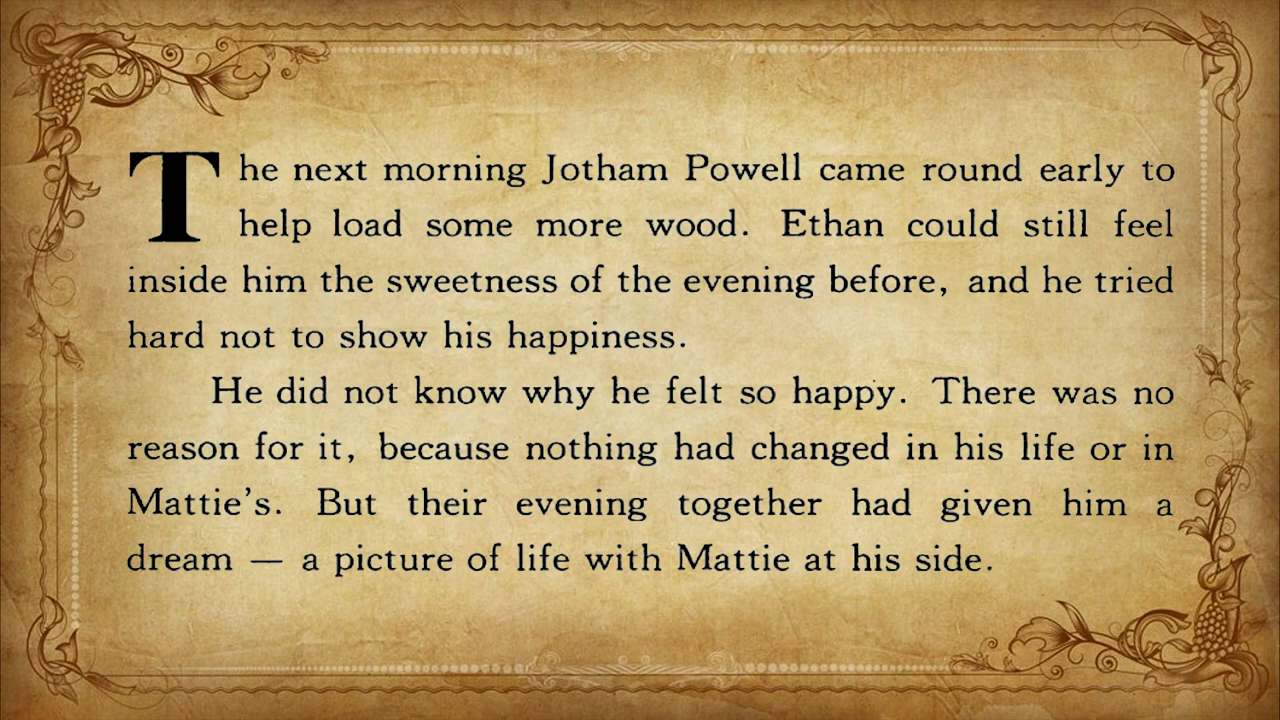 The next morning Jotham Powell came round early to
help load some more wood. Ethan could still feel
inside him the sweetness of the evening before, and he tried
hard not to show his happiness.
He did not know why he felt so happy. There was no
reason for it, because nothing had changed in his life or in
Mattie's. But their evening together had given him a
dream — a picture of life with Mattie at his side.